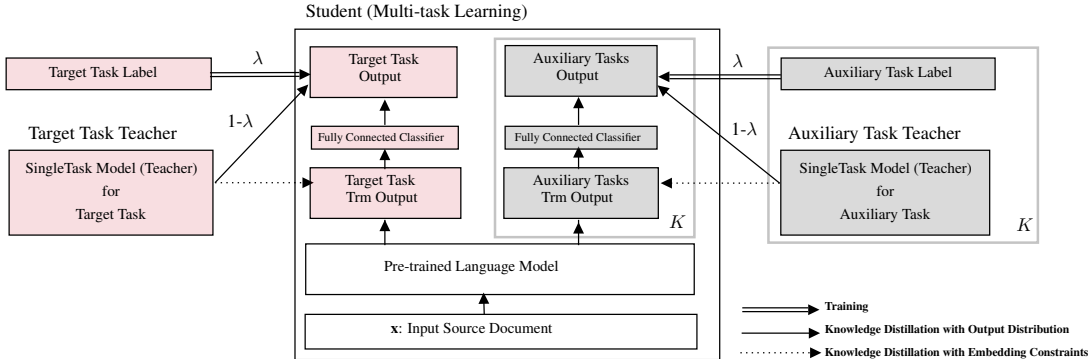 Student (Multi-task Learning)
Target Task Label
λ
Target Task
Output
Auxiliary Tasks
Output
λ
Auxiliary Task Label
1-λ
1-λ
Target Task Teacher
Fully Connected Classifier
Fully Connected Classifier
Auxiliary Task Teacher
SingleTask Model (Teacher)
for
Target Task
Target Task
Trm Output
Auxiliary Tasks
Trm Output
K
SingleTask Model (Teacher)
for
Auxiliary Task
K
Pre-trained Language Model
x: Input Source Document
Training
Knowledge Distillation with Output Distribution
Knowledge Distillation with Embedding Constraints